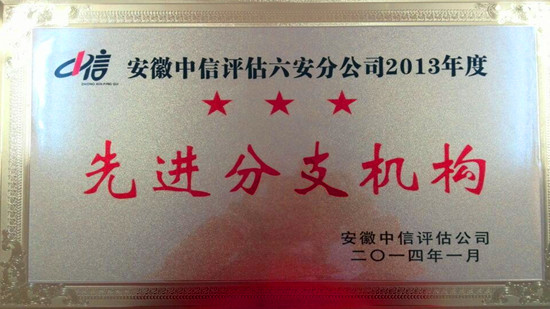 中信
安徽中信评估六安分公司2013年度
先进分支机构
安徽中信评估公司
二〇一四年一月